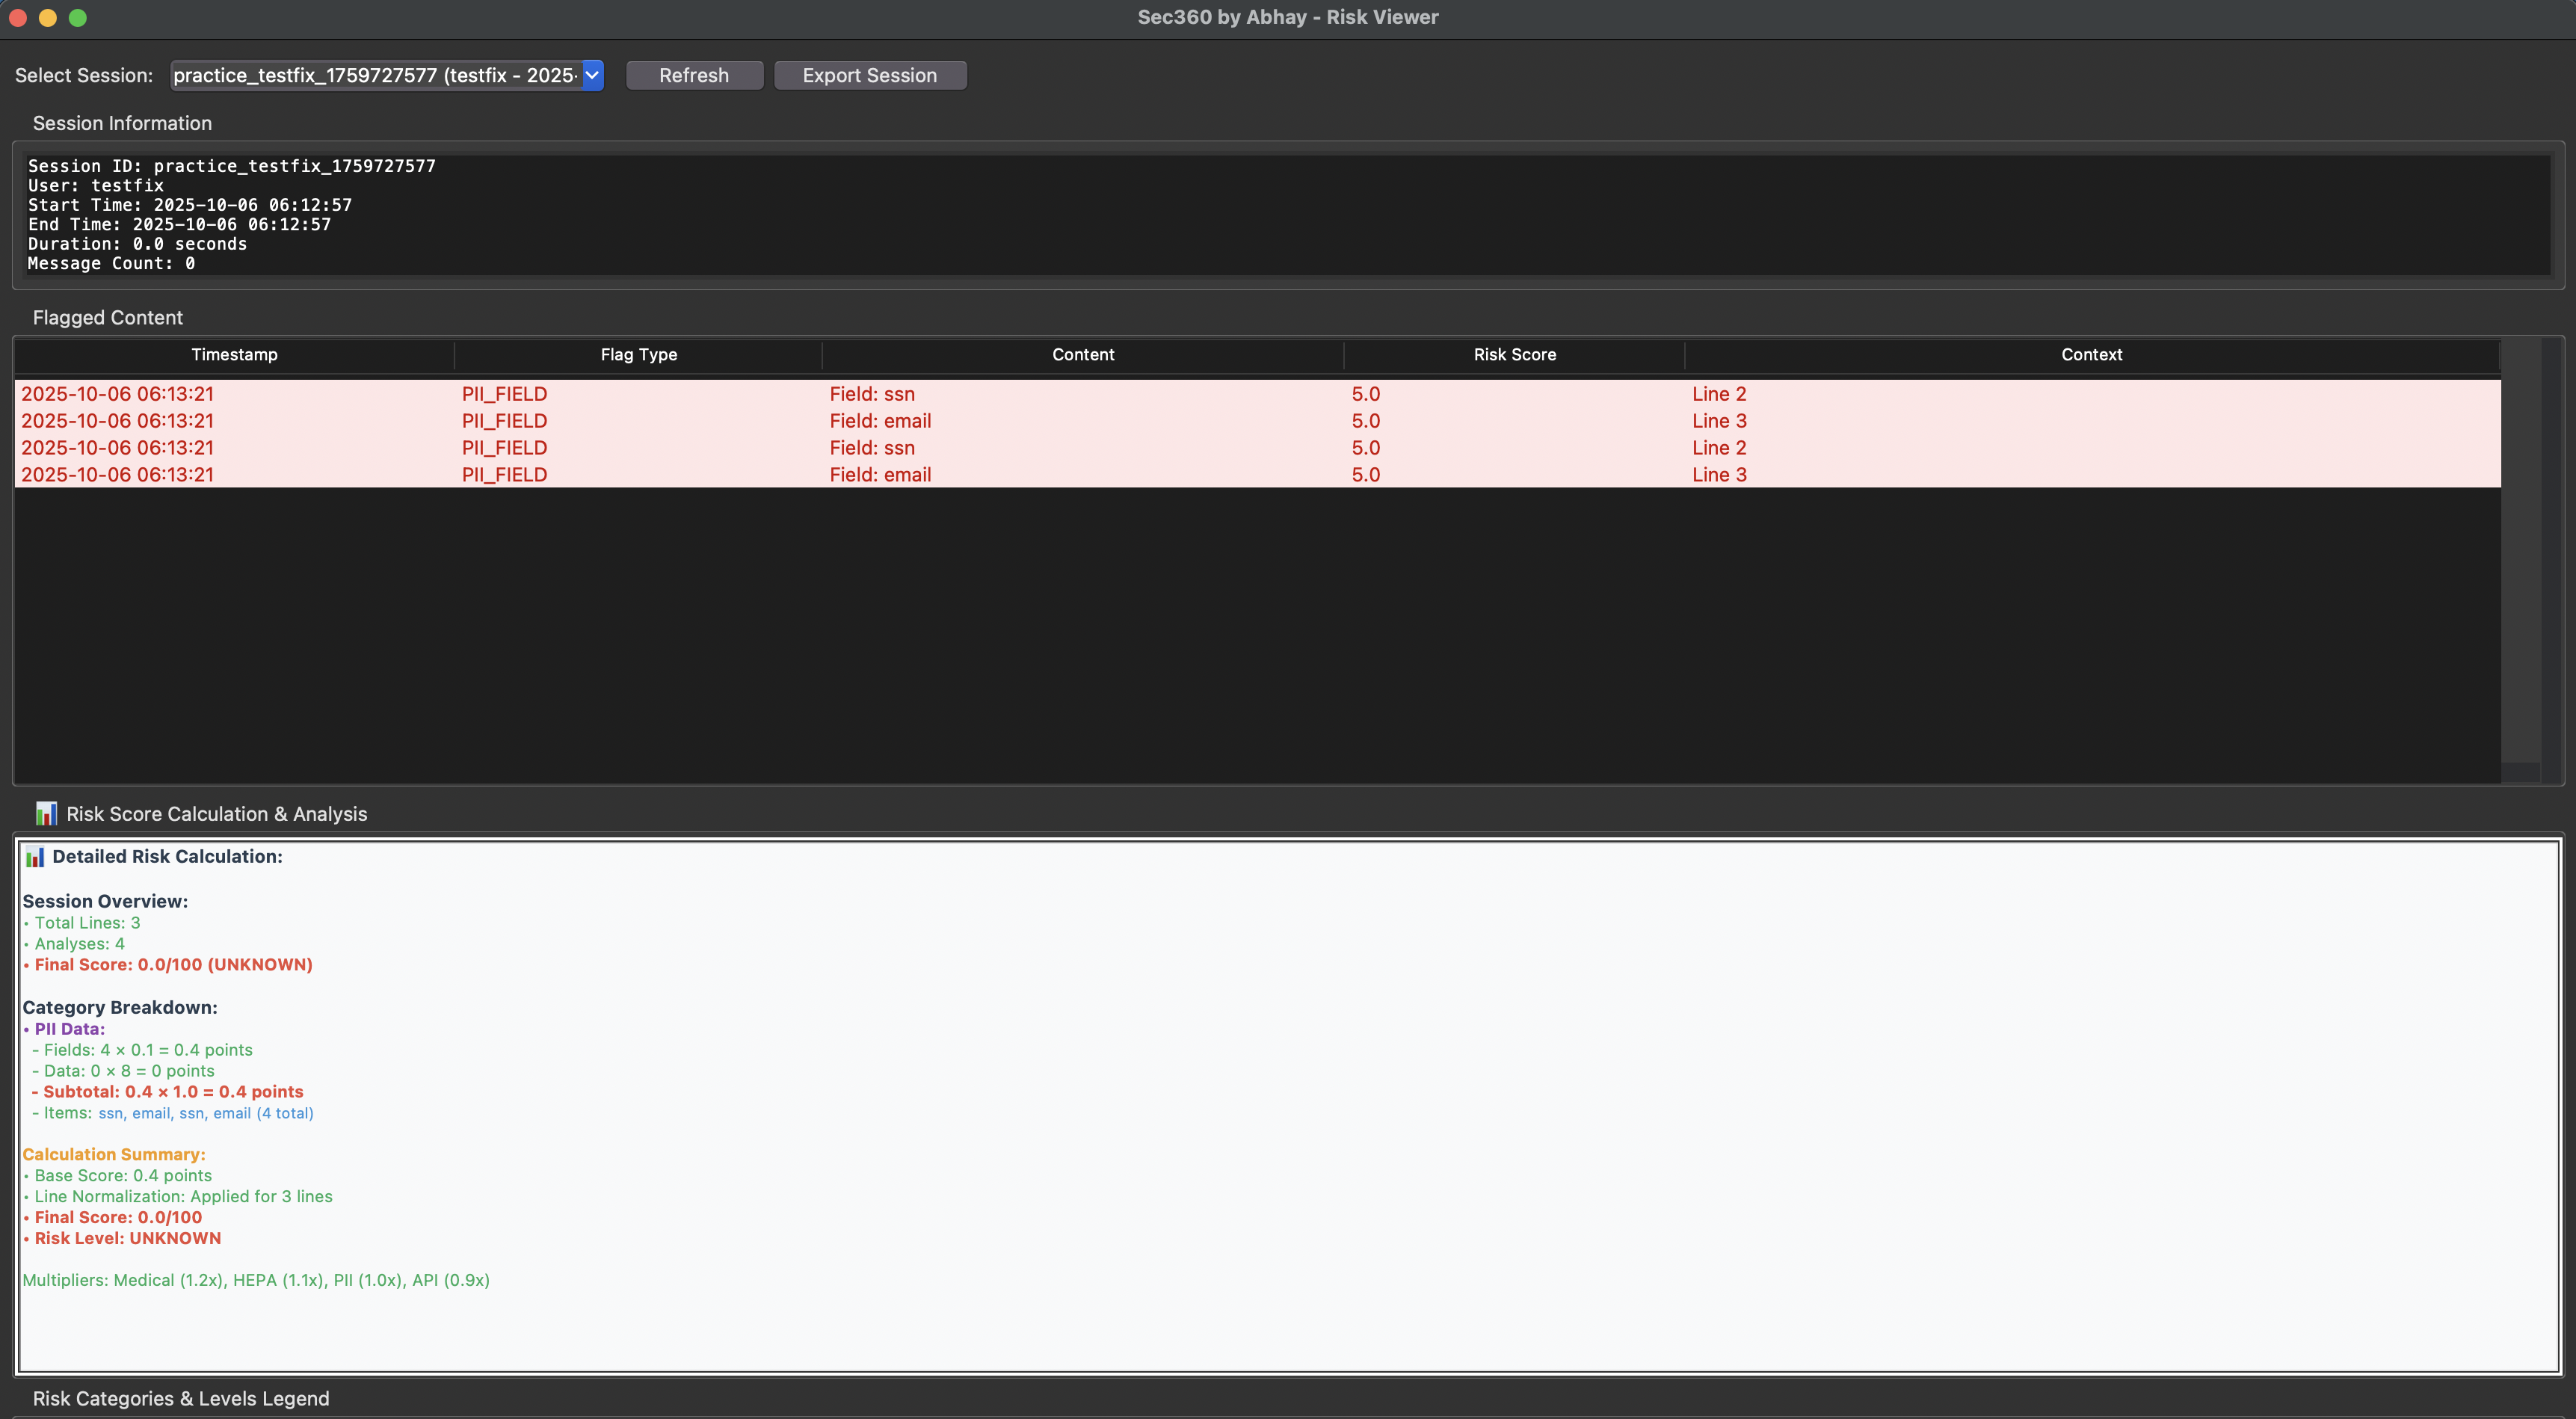 Sec360 by Abhay - Risk Viewer
Select Session: practice_testfix_1759727577 (testfix - 2025- Refresh Export Session
Session Information
Session ID: practice_testfix_1759727577
User: testfix
Start Time: 2025-10-06 06:12:57
End Time: 2025-10-06 06:12:57
Duration: 0.0 seconds
Message Count: 0
Flagged Content
Timestamp Flag Type Content Risk Score Context
2025-10-06 06:13:21 PII_FIELD Field: ssn 5.0 Line 2
2025-10-06 06:13:21 PII_FIELD Field: email 5.0 Line 3
2025-10-06 06:13:21 PII_FIELD Field: ssn 5.0 Line 2
2025-10-06 06:13:21 PII_FIELD Field: email 5.0 Line 3
Risk Score Calculation & Analysis
Detailed Risk Calculation:
Session Overview:
• Total Lines: 3
• Analyses: 4
• Final Score: 0.0/100 (UNKNOWN)
Category Breakdown:
• PII Data:
- Fields: 4 × 0.1 = 0.4 points
- Data: 0 × 8 = 0 points
- Subtotal: 0.4 × 1.0 = 0.4 points
- Items: ssn, email, ssn, email (4 total)
Calculation Summary:
• Base Score: 0.4 points
• Line Normalization: Applied for 3 lines
• Final Score: 0.0/100
• Risk Level: UNKNOWN
Multipliers: Medical (1.2x), HEPA (1.1x), PII (1.0x), API (0.9x)
Risk Categories & Levels Legend